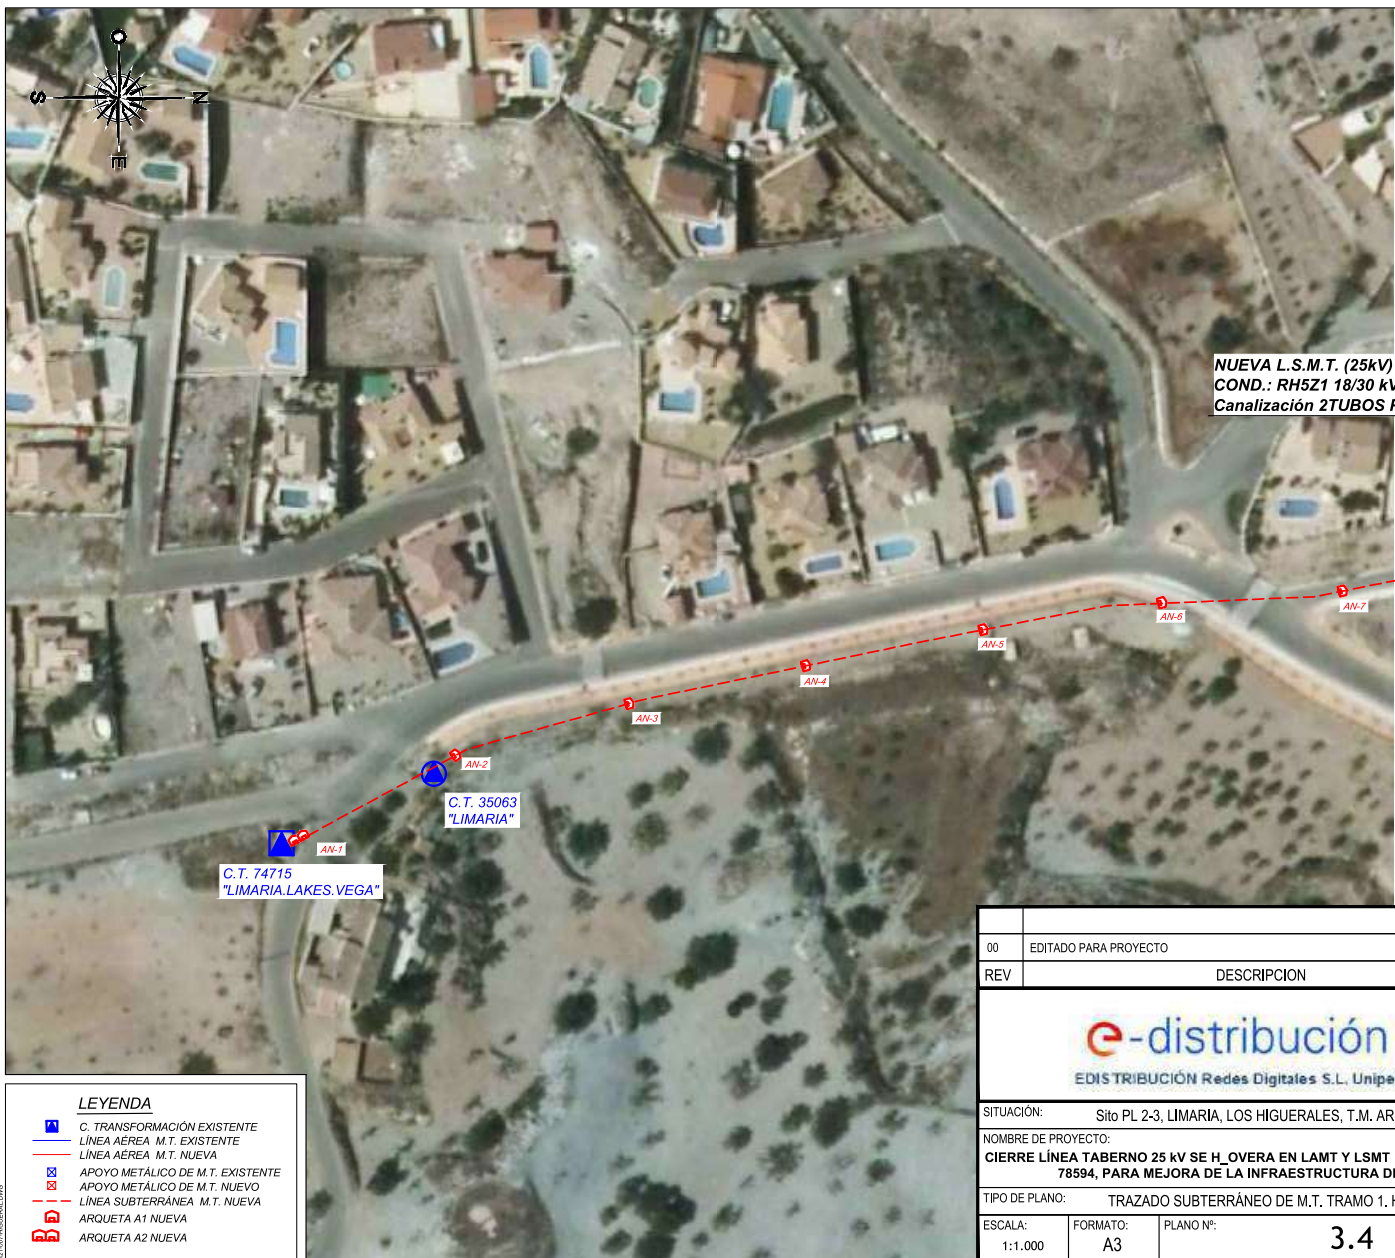 O
S
N
E
NUEVA L.S.M.T. (25kV)
COND.: RH5Z1 18/30 kV
Canalización 2TUBOS
AN-7
AN-6
AN-5
AN-4
AN-3
AN-2
C.T. 35063
"LIMARIA"
AN-1
C.T. 74715
"LIMARIA.LAKES.VEGA"
00 EDITADO PARA PROYECTO
REV DESCRIPCION
e-distribución
EDISTRIBUCIÓN Redes Digitales S.L. Unipe
SITUACIÓN: Sito PL 2-3, LIMARIA, LOS HIGUERALES, T.M. AR
NOMBRE DE PROYECTO:
CIERRE LÍNEA TABERNO 25 kV SE H_OVERA EN LAMT Y LSMT
78594, PARA MEJORA DE LA INFRAESTRUCTURA DE
TIPO DE PLANO: TRAZADO SUBTERRÁNEO DE M.T. TRAMO 1. H
ESCALA: FORMATO: PLANO Nº:
1:1.000 A3 3.4
LEYENDA
C. TRANSFORMACIÓN EXISTENTE
LÍNEA AÉREA M.T. EXISTENTE
LÍNEA AÉREA M.T. NUEVA
APOYO METÁLICO DE M.T. EXISTENTE
APOYO METÁLICO DE M.T. NUEVO
LÍNEA SUBTERRÁNEA M.T. NUEVA
ARQUETA A1 NUEVA
ARQUETA A2 NUEVA